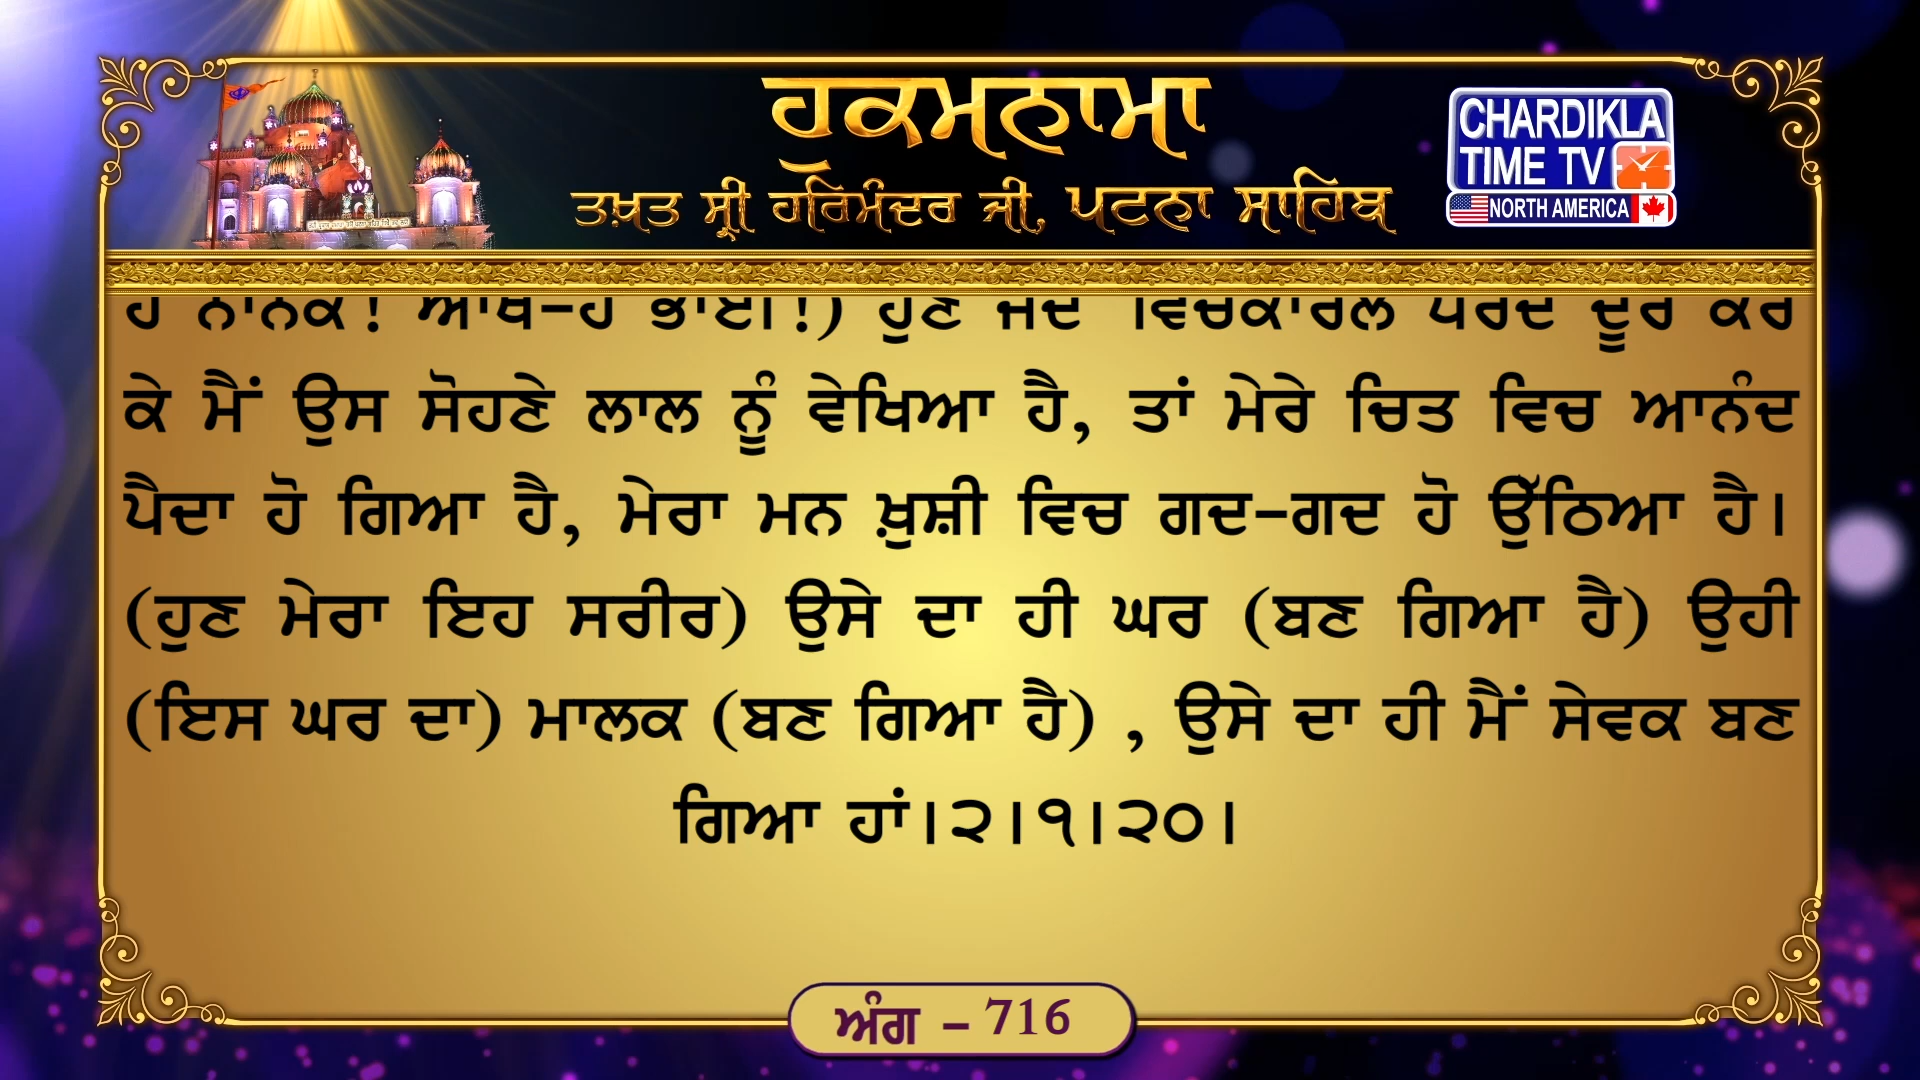 ਹੁਕਮਨਾਮਾ
ਤਖ਼ਤ ਸ੍ਰੀ ਹਰਿਮੰਦਰ ਜੀ, ਪਟਨਾ ਸਾਹਿਬ
CHARDIKLA
TIME TV
NORTH AMERICA
ਹੇ ਨਾਨਕ! ਆਖ-ਹੇ ਭਾਈ!) ਹੁਣ ਜਦੋਂ ਵਿਚਕਾਰਲੇ ਪਰਦੇ ਦੂਰ ਕਰ
ਕੇ ਮੈਂ ਉਸ ਸੋਹਣੇ ਲਾਲ ਨੂੰ ਵੇਖਿਆ ਹੈ, ਤਾਂ ਮੇਰੇ ਚਿਤ ਵਿਚ ਆਨੰਦ
ਪੈਦਾ ਹੋ ਗਿਆ ਹੈ, ਮੇਰਾ ਮਨ ਖ਼ੁਸ਼ੀ ਵਿਚ ਗਦ-ਗਦ ਹੋ ਉੱਠਿਆ ਹੈ।
(ਹੁਣ ਮੇਰਾ ਇਹ ਸਰੀਰ) ਉਸੇ ਦਾ ਹੀ ਘਰ (ਬਣ ਗਿਆ ਹੈ) ਉਹੀ
(ਇਸ ਘਰ ਦਾ) ਮਾਲਕ (ਬਣ ਗਿਆ ਹੈ) , ਉਸੇ ਦਾ ਹੀ ਮੈਂ ਸੇਵਕ ਬਣ
ਗਿਆ ਹਾਂ।੨।੧।੨੦।
ਅੰਗ - 716